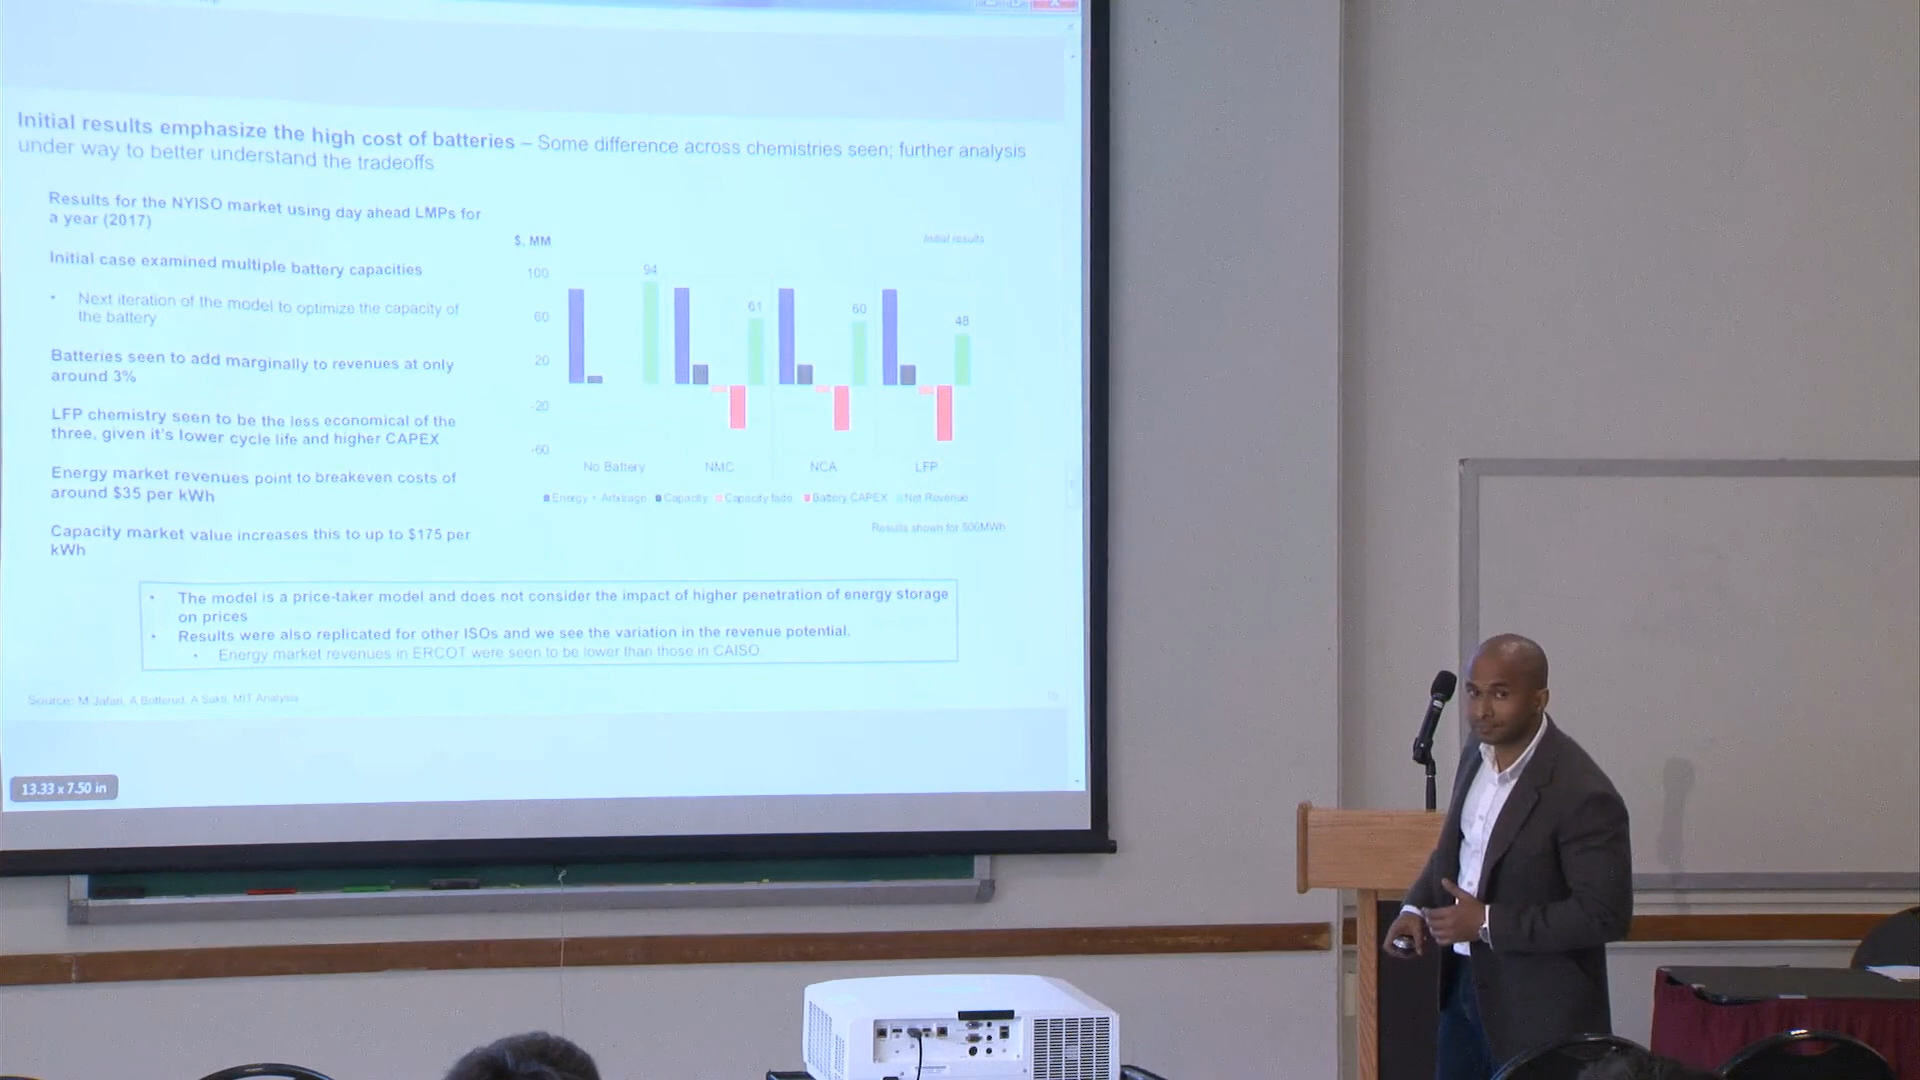 Initial results emphasize the high cost of batteries – Some difference across chemistries seen; further analysis
under way to better understand the tradeoffs
Results for the NYISO market using day ahead LMPs for
a year (2017)
Initial case examined multiple battery capacities
• Next iteration of the model to optimize the capacity of
the battery
Batteries seen to add marginally to revenues at only
around 3%
LFP chemistry seen to be the less economical of the
three, given it's lower cycle life and higher CAPEX
Energy market revenues point to breakeven costs of
around $35 per kWh
Capacity market value increases this to up to $175 per
kWh
$, MM
Initial results
100
60
20
-20
-60
94
61
60
48
No Battery
NMC
NCA
LFP
Energy + Arbitrage Capacity Capacity fade Battery CAPEX Net Revenue
Results shown for 500MWh
• The model is a price-taker model and does not consider the impact of higher penetration of energy storage
on prices
• Results were also replicated for other ISOs and we see the variation in the revenue potential.
• Energy market revenues in ERCOT were seen to be lower than those in CAISO
Source: M Jafari, A Botterud, A Sakti, MIT Analysis
13.33 x 7.50 in